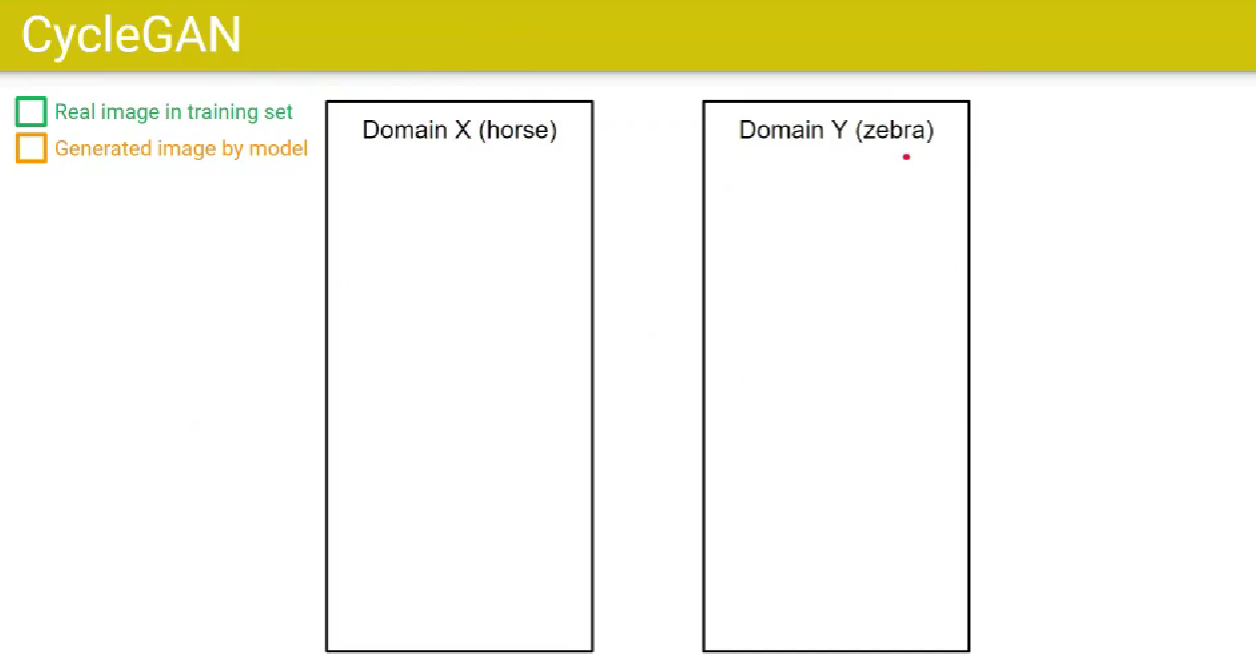 CycleGAN
Real image in training set
Generated image by model
Domain X (horse)
Domain Y (zebra)